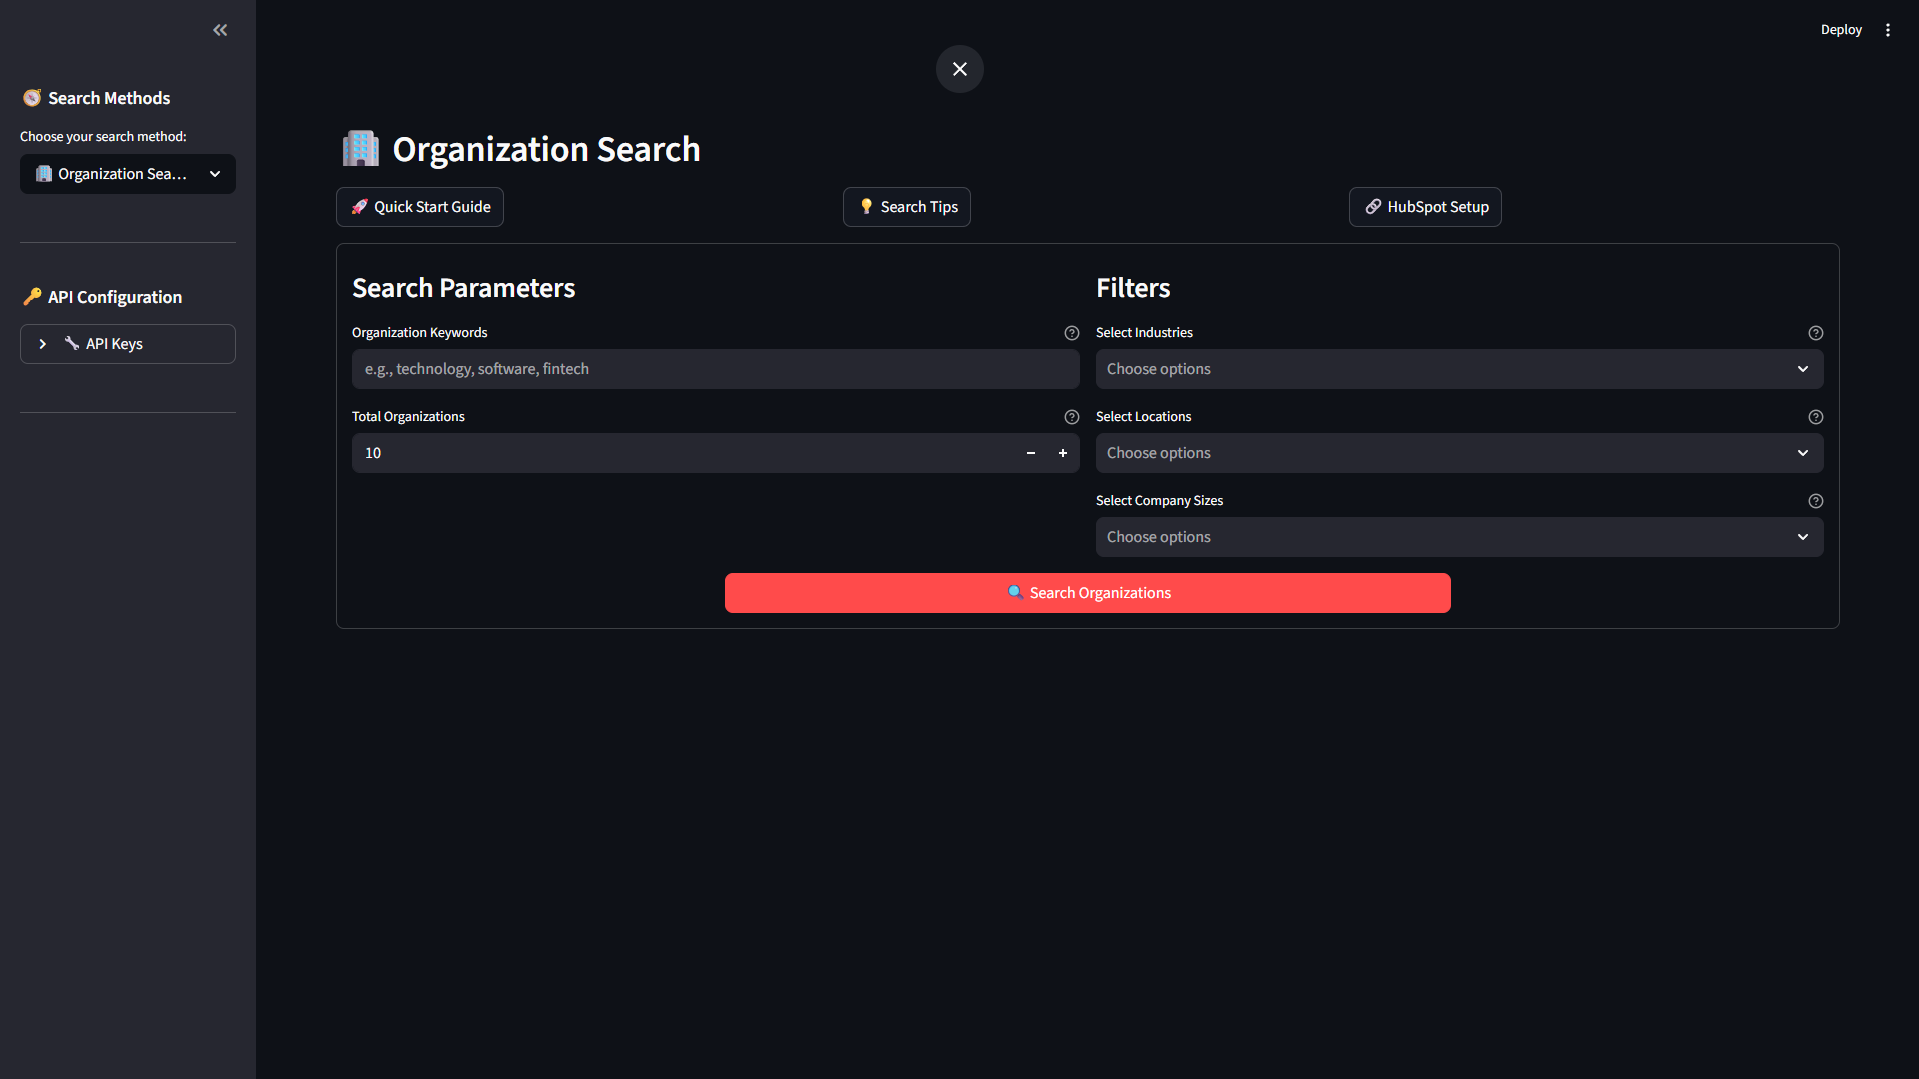 Deploy
Search Methods
Choose your search method:
Organization Sea...
API Configuration
API Keys
Organization Search
Quick Start Guide
Search Tips
HubSpot Setup
Search Parameters
Organization Keywords
e.g., technology, software, fintech
Total Organizations
10
Filters
Select Industries
Choose options
Select Locations
Choose options
Select Company Sizes
Choose options
Search Organizations